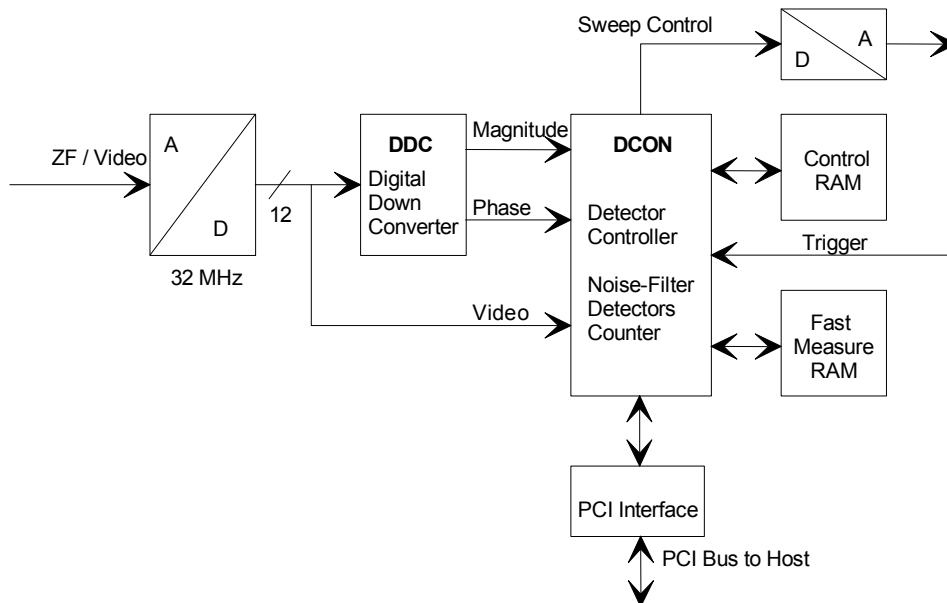 Sweep Control
D
A
ZF / Video
A
D
12
32 MHz
DDC
Digital
Down
Converter
Magnitude
Phase
Video
DCON
Detector
Controller
Noise-Filter
Detectors
Counter
Control
RAM
Trigger
Fast
Measure
RAM
PCI Interface
PCI Bus to Host